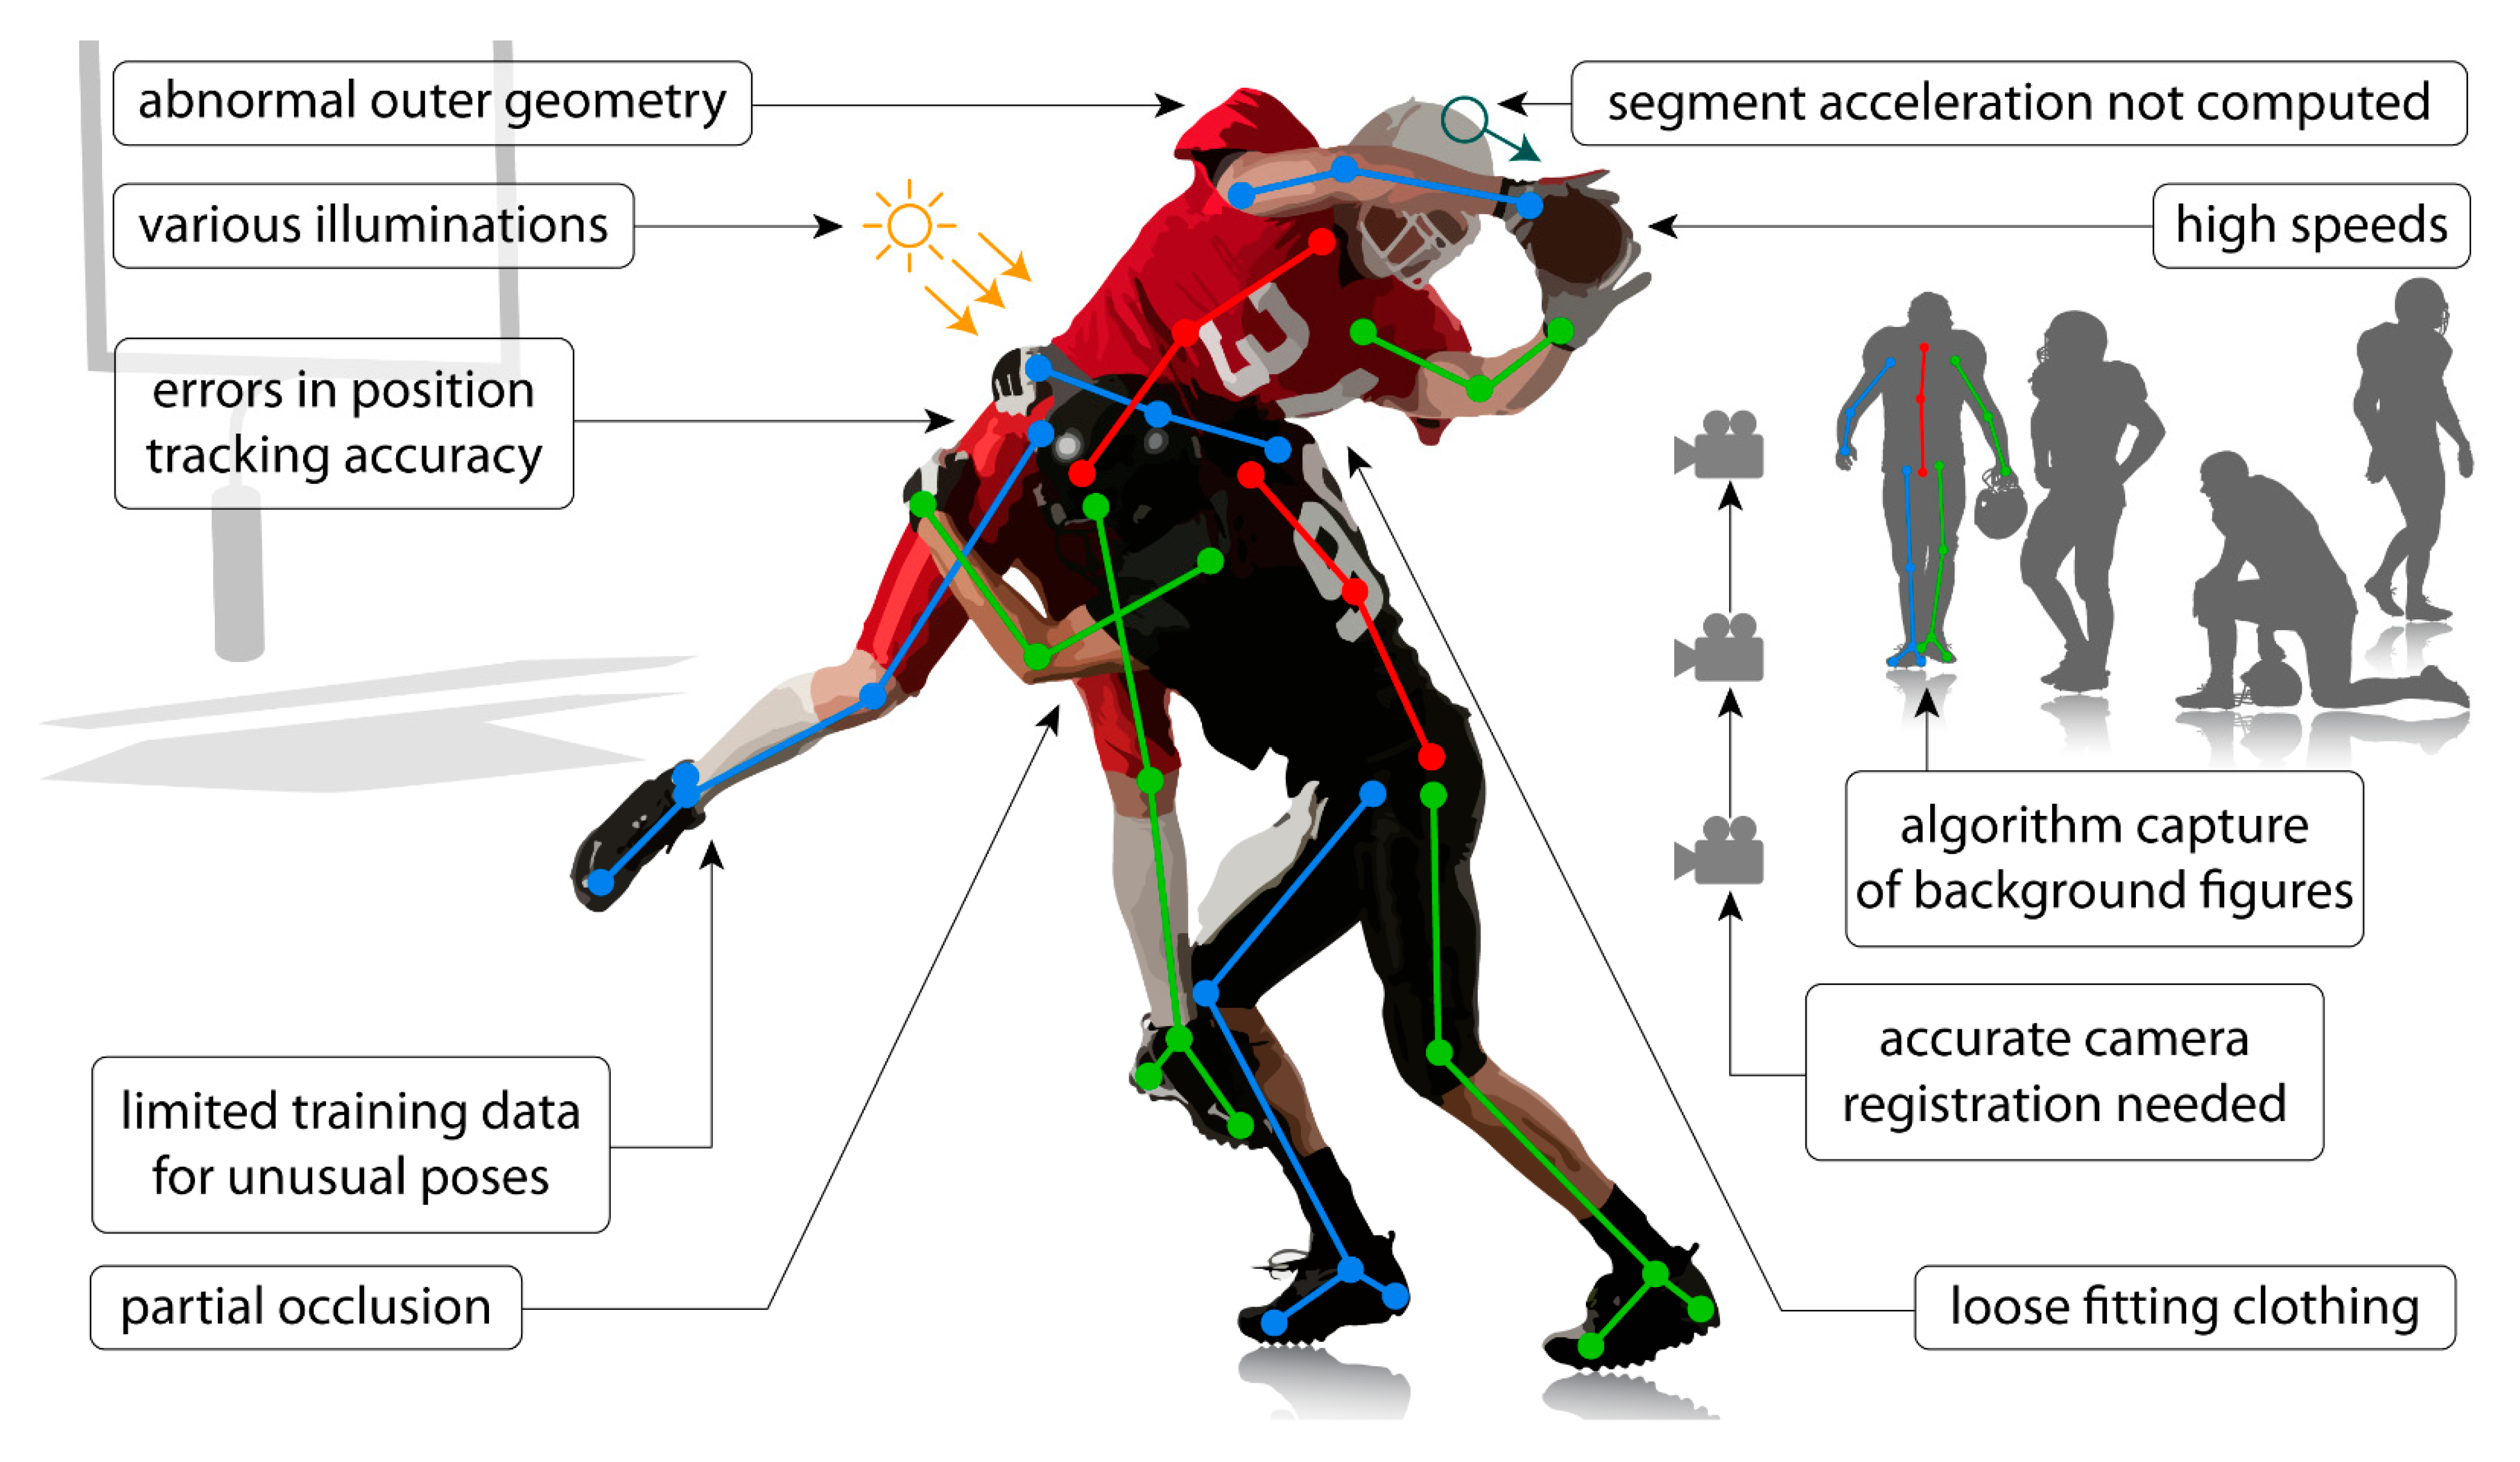 abnormal outer geometry
segment acceleration not computed
various illuminations
high speeds
errors in position
tracking accuracy
algorithm capture
of background figures
accurate camera
registration needed
limited training data
for unusual poses
partial occlusion
loose fitting clothing